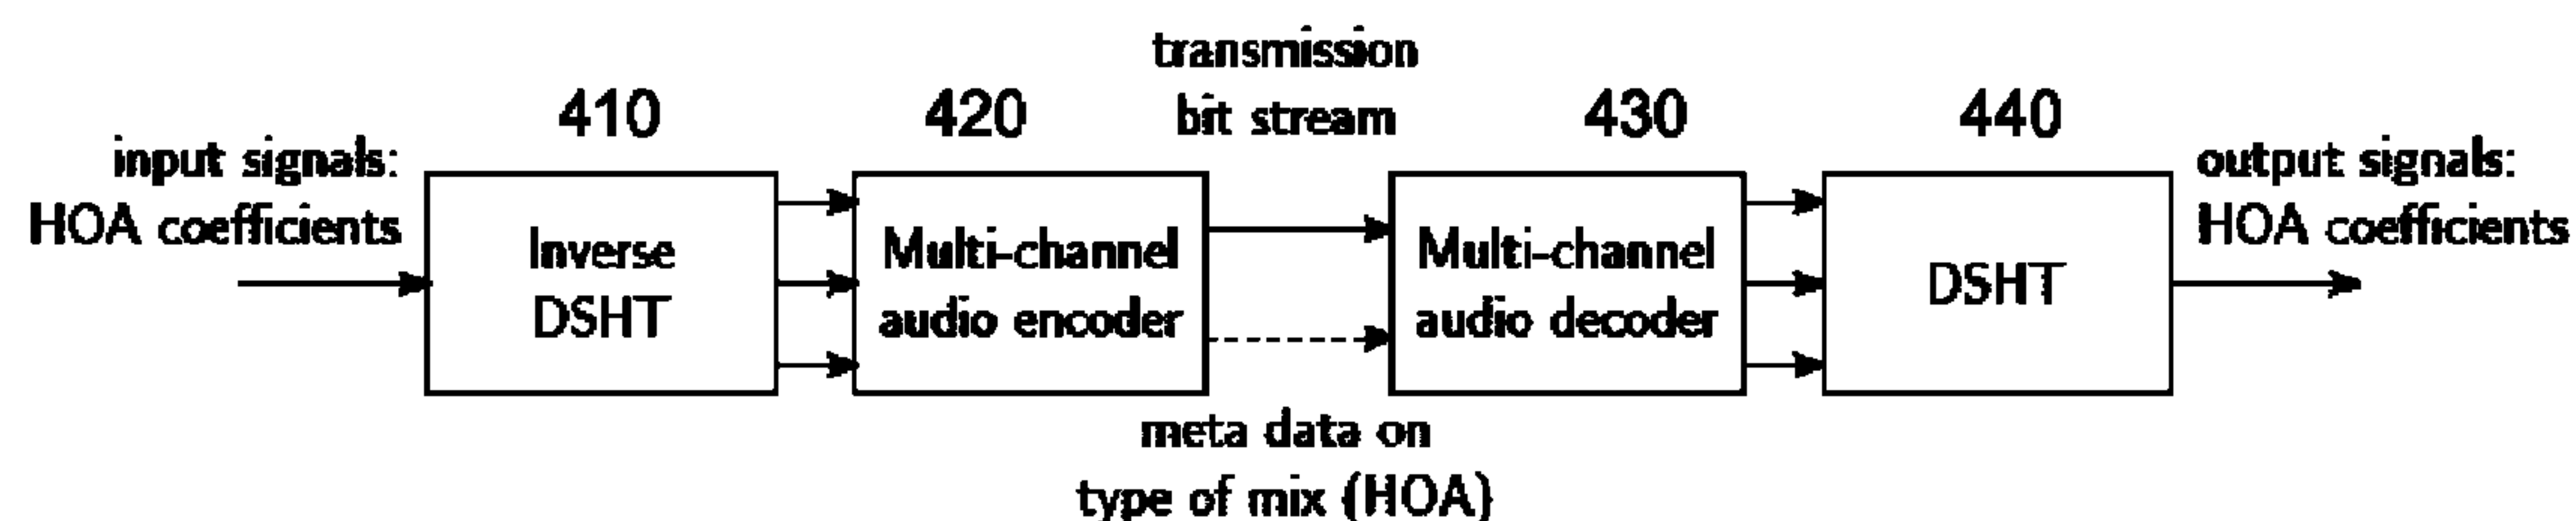 transmission
bit stream
410
420
430
440
input signals:
HOA coefficients
Inverse
DSHT
Multi-channel
audio encoder
Multi-channel
audio decoder
DSHT
output signals:
HOA coefficients
meta data on
type of mix (HOA)